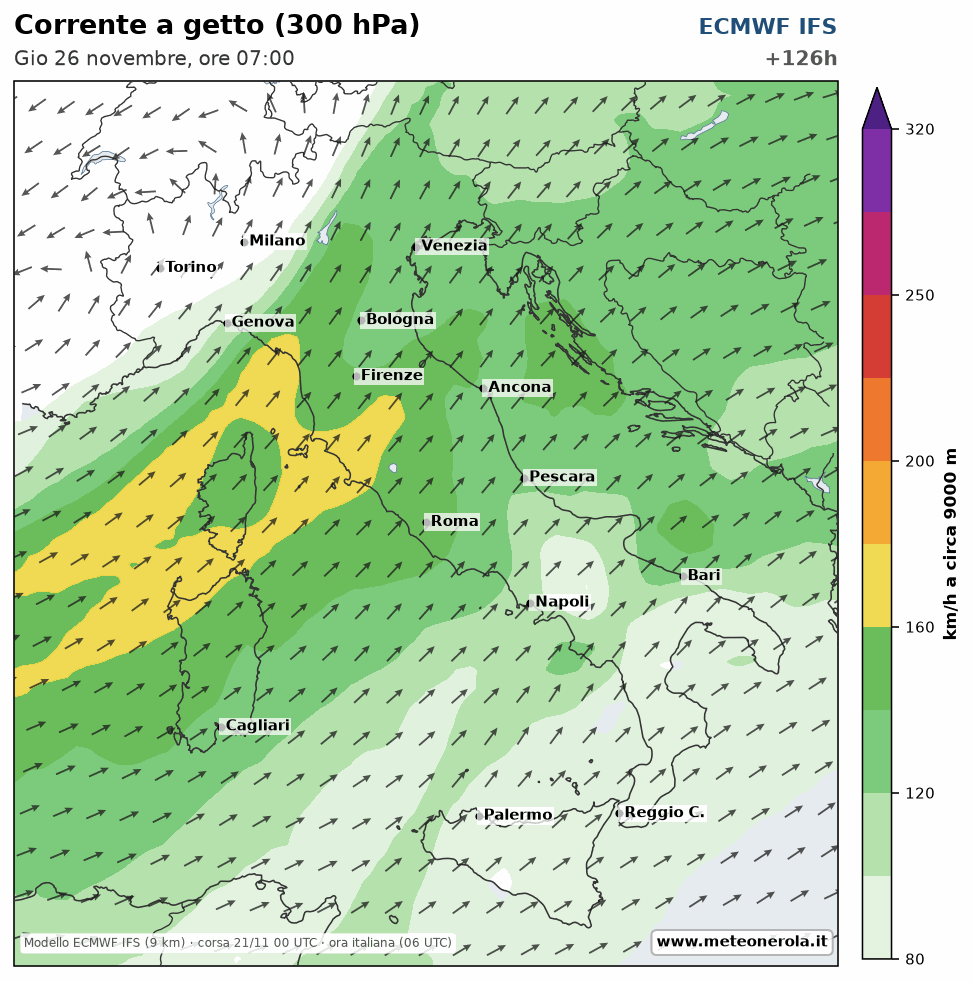 Corrente a getto (300 hPa)
ECMWF IFS
Gio 26 novembre, ore 07:00
+126h
320
Milano
Venezia
Torino
250
Genova
Bologna
Firenze
Ancona
200
Pescara
Roma
km/h a circa 9000 m
Bari
Napoli
160
Cagliari
120
Palermo
Reggio C.
Modello ECMWF IFS (9 km) · corsa 21/11 00 UTC · ora italiana (06 UTC)
www.meteonerola.it
80